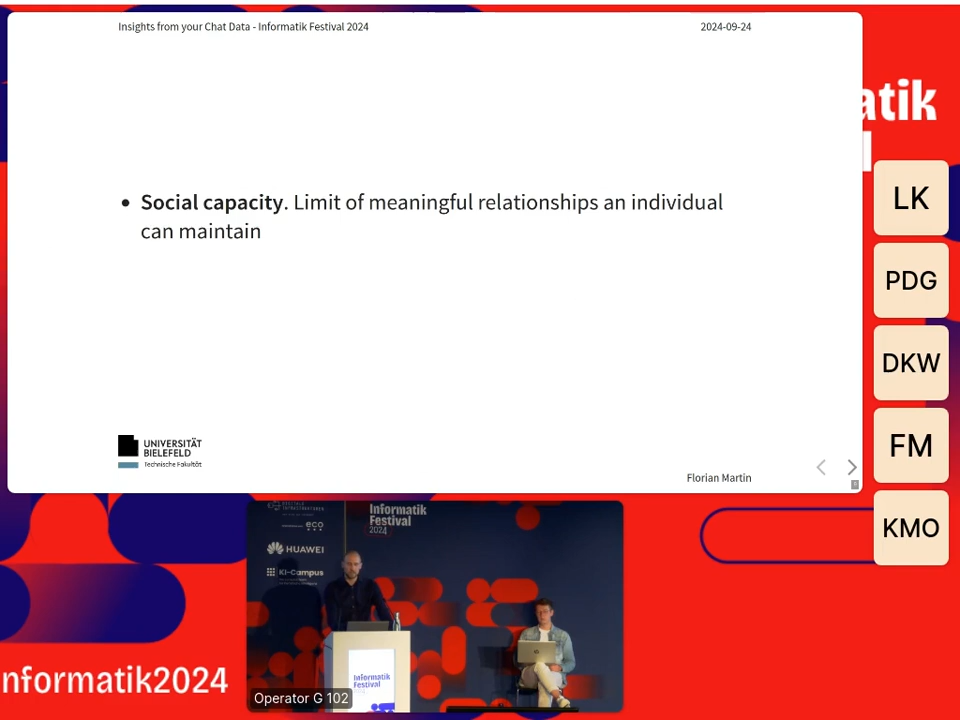 Insights from your Chat Data - Informatik Festival 2024
2024-09-24
• Social capacity. Limit of meaningful relationships an individual
can maintain
UNIVERSITÄT
BIELEFELD
Technische Fakultät
Florian Martin
atik
LK
PDG
DKW
FM
KMO
eco
HUAWEI
KI-Campus
Informatik
Festival
2024
Informatik
Festival
Operator G 102
nformatik2024